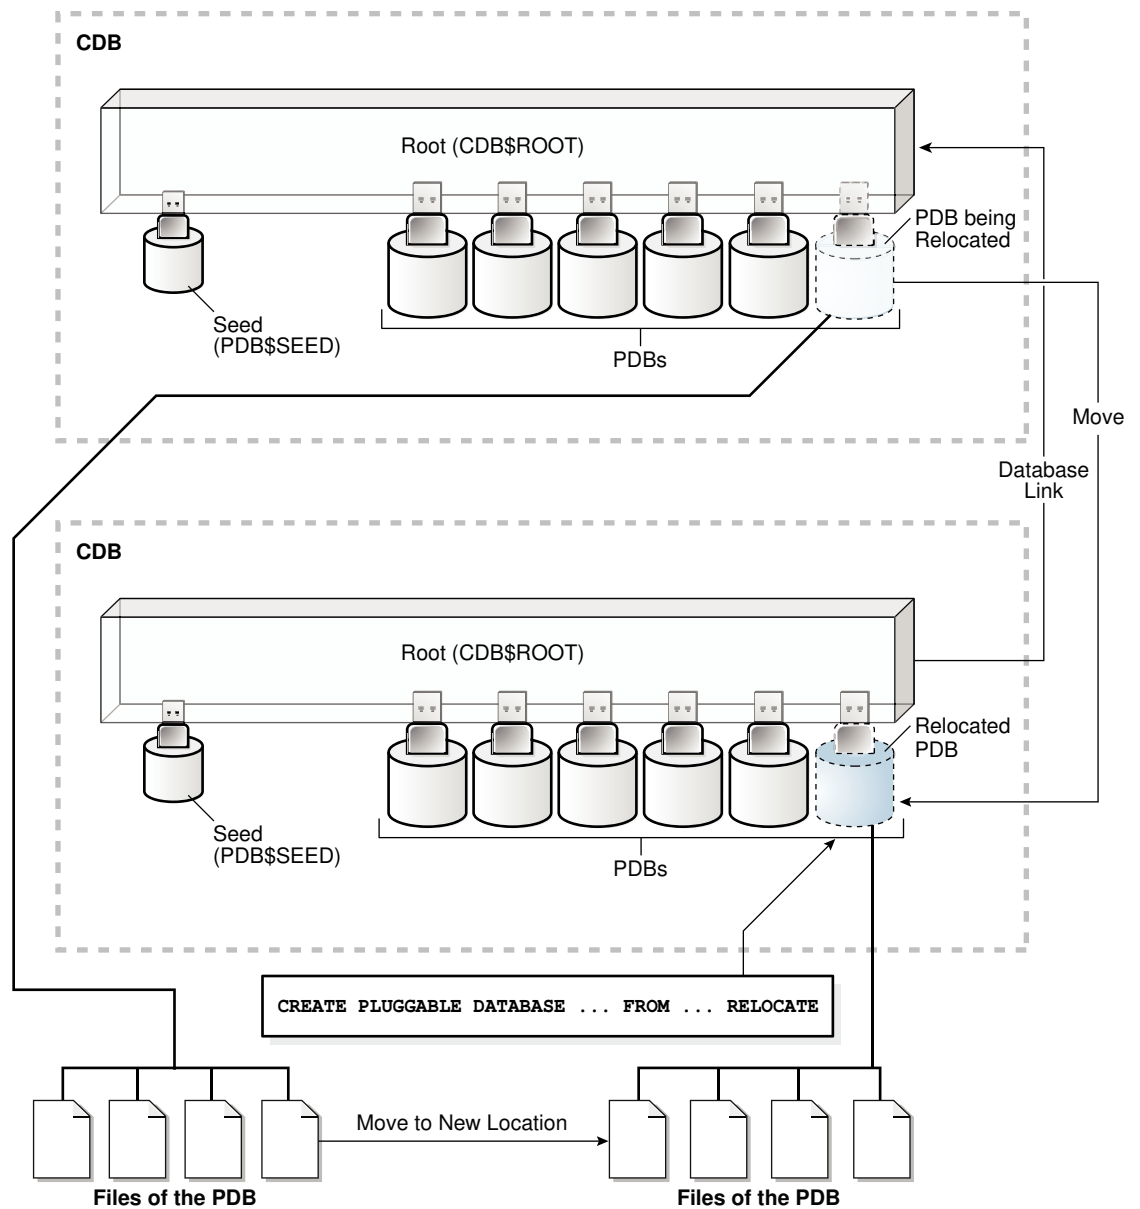 CDB
Root (CDB$ROOT)
PDB being
Relocated
Seed
(PDB$SEED)
PDBs
Move
Database
Link
CDB
Root (CDB$ROOT)
Relocated
PDB
Seed
(PDB$SEED)
PDBs
CREATE PLUGGABLE DATABASE ... FROM ... RELOCATE
Move to New Location
Files of the PDB
Files of the PDB